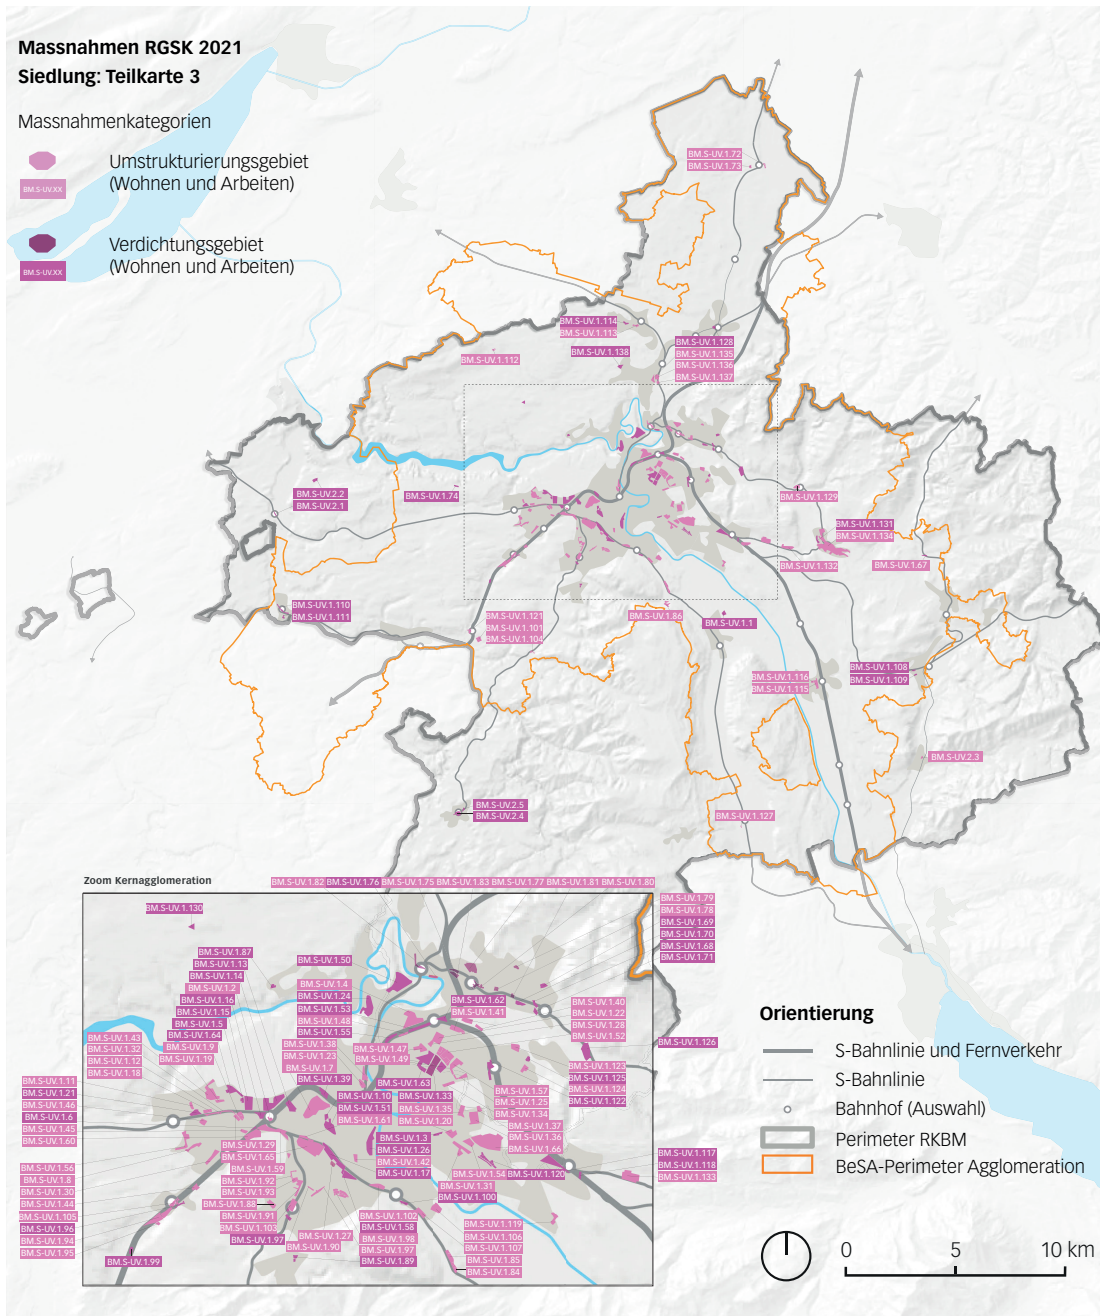 Massnahmen RGSK 2021
Siedlung: Teilkarte 3
Massnahmenkategorien
Umstrukturierungsgebiet
(Wohnen und Arbeiten)
BM.S-UV.XX
Verdichtungsgebiet
(Wohnen und Arbeiten)
BM.S-UV.XX
BM.S-UV.1.72
BM.S-UV.1.73
BM.S-UV.1.114
BM.S-UV.1.113
BM.S-UV.1.138
BM.S-UV.1.112
BM.S-UV.1.128
BM.S-UV.1.135
BM.S-UV.1.136
BM.S-UV.1.137
BM.S-UV.2.2
BM.S-UV.2.1
BM.S-UV.1.74
BM.S-UV.1.129
BM.S-UV.1.131
BM.S-UV.1.134
BM.S-UV.1.132
BM.S-UV.1.67
BM.S-UV.1.110
BM.S-UV.1.111
BM.S-UV.1.121
BM.S-UV.1.101
BM.S-UV.1.104
BM.S-UV.1.86
BM.S-UV.1.1
BM.S-UV.1.116
BM.S-UV.1.115
BM.S-UV.1.108
BM.S-UV.1.109
BM.S-UV.2.3
BM.S-UV.2.5
BM.S-UV.2.4
BM.S-UV.1.127
Zoom Kernagglomeration
BM.S-UV.1.82 BM.S-UV.1.76 BM.S-UV.1.75 BM.S-UV.1.83 BM.S-UV.1.77 BM.S-UV.1.81 BM.S-UV.1.80
BM.S-UV.1.79
BM.S-UV.1.78
BM.S-UV.1.69
BM.S-UV.1.70
BM.S-UV.1.68
BM.S-UV.1.71
BM.S-UV.1.130
BM.S-UV.1.87
BM.S-UV.1.13
BM.S-UV.1.14
BM.S-UV.1.2
BM.S-UV.1.16
BM.S-UV.1.15
BM.S-UV.1.5
BM.S-UV.1.64
BM.S-UV.1.9
BM.S-UV.1.19
BM.S-UV.1.50
BM.S-UV.1.4
BM.S-UV.1.24
BM.S-UV.1.53
BM.S-UV.1.48
BM.S-UV.1.55
BM.S-UV.1.38
BM.S-UV.1.23
BM.S-UV.1.7
BM.S-UV.1.39
BM.S-UV.1.62
BM.S-UV.1.41
BM.S-UV.1.40
BM.S-UV.1.22
BM.S-UV.1.28
BM.S-UV.1.52
BM.S-UV.1.126
BM.S-UV.1.43
BM.S-UV.1.32
BM.S-UV.1.12
BM.S-UV.1.18
BM.S-UV.1.47
BM.S-UV.1.49
BM.S-UV.1.63
BM.S-UV.1.10
BM.S-UV.1.51
BM.S-UV.1.61
BM.S-UV.1.33
BM.S-UV.1.35
BM.S-UV.1.20
BM.S-UV.1.123
BM.S-UV.1.125
BM.S-UV.1.124
BM.S-UV.1.122
BM.S-UV.1.57
BM.S-UV.1.25
BM.S-UV.1.34
BM.S-UV.1.37
BM.S-UV.1.36
BM.S-UV.1.66
BM.S-UV.1.11
BM.S-UV.1.21
BM.S-UV.1.46
BM.S-UV.1.6
BM.S-UV.1.45
BM.S-UV.1.60
BM.S-UV.1.3
BM.S-UV.1.26
BM.S-UV.1.42
BM.S-UV.1.17
BM.S-UV.1.54 BM.S-UV.1.120
BM.S-UV.1.31
BM.S-UV.1.100
BM.S-UV.1.117
BM.S-UV.1.118
BM.S-UV.1.133
BM.S-UV.1.29
BM.S-UV.1.65
BM.S-UV.1.59
BM.S-UV.1.92
BM.S-UV.1.93
BM.S-UV.1.88
BM.S-UV.1.91
BM.S-UV.1.103
BM.S-UV.1.97
BM.S-UV.1.56
BM.S-UV.1.8
BM.S-UV.1.30
BM.S-UV.1.44
BM.S-UV.1.105
BM.S-UV.1.96
BM.S-UV.1.94
BM.S-UV.1.95
BM.S-UV.1.99
BM.S-UV.1.27
BM.S-UV.1.90
BM.S-UV.1.102
BM.S-UV.1.58
BM.S-UV.1.98
BM.S-UV.1.97
BM.S-UV.1.89
BM.S-UV.1.119
BM.S-UV.1.106
BM.S-UV.1.107
BM.S-UV.1.85
BM.S-UV.1.84
Orientierung
S-Bahnlinie und Fernverkehr
S-Bahnlinie
Bahnhof (Auswahl)
Perimeter RKBM
BeSA-Perimeter Agglomeration
0 5 10 km